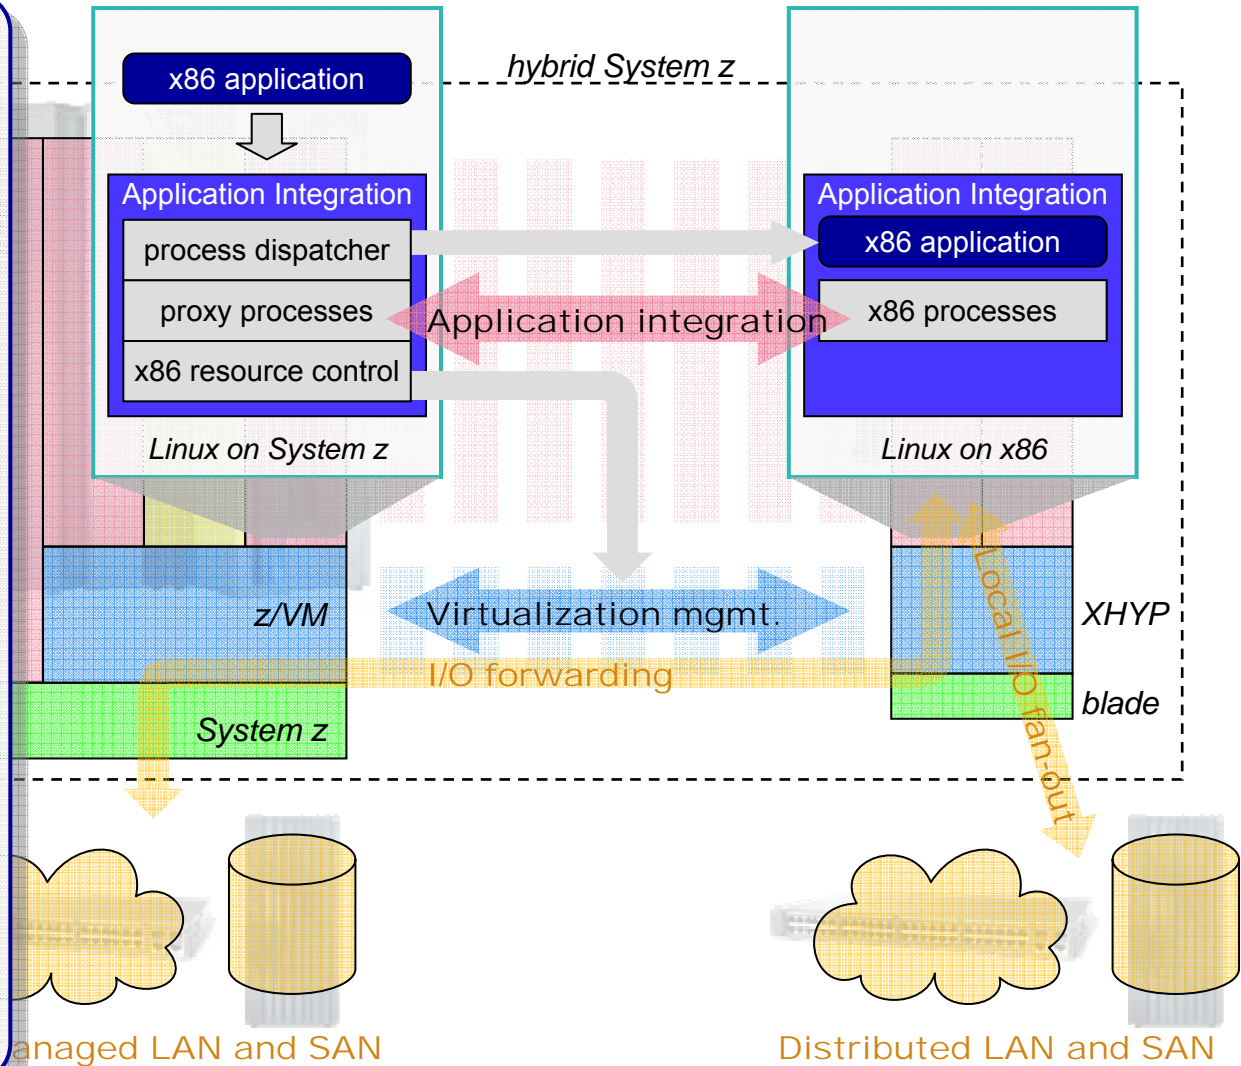 hybrid System z
x86 application
Application Integration
process dispatcher
proxy processes
x86 resource control
Linux on System z
Application Integration
x86 application
x86 processes
Linux on x86
Application integration
z/VM
Virtualization mgmt.
XHYP
I/O forwarding
Local I/O fan-out
System z
blade
anaged LAN and SAN
Distributed LAN and SAN